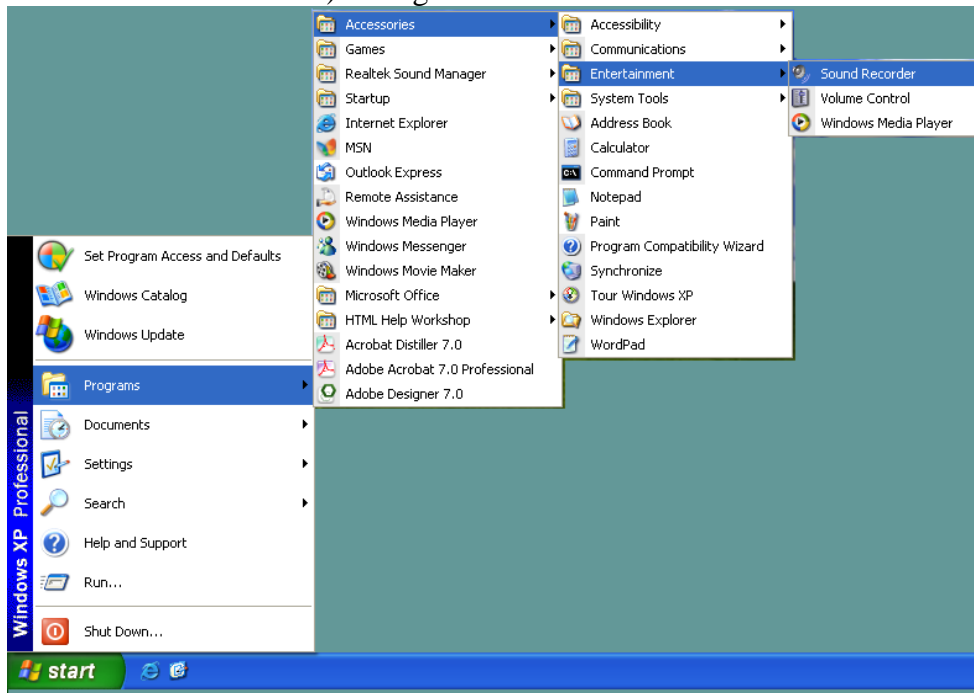 Accessories
Games
Realtek Sound Manager
Startup
Internet Explorer
MSN
Outlook Express
Remote Assistance
Windows Media Player
Windows Messenger
Windows Movie Maker
Microsoft Office
HTML Help Workshop
Acrobat Distiller 7.0
Adobe Acrobat 7.0 Professional
Adobe Designer 7.0
Accessibility
Communications
Entertainment
System Tools
Address Book
Calculator
Command Prompt
Notepad
Paint
Program Compatibility Wizard
Synchronize
Tour Windows XP
Windows Explorer
WordPad
Sound Recorder
Volume Control
Windows Media Player
Set Program Access and Defaults
Windows Catalog
Windows Update
Programs
Documents
Settings
Search
Help and Support
Run...
Shut Down...
Windows XP Professional
start